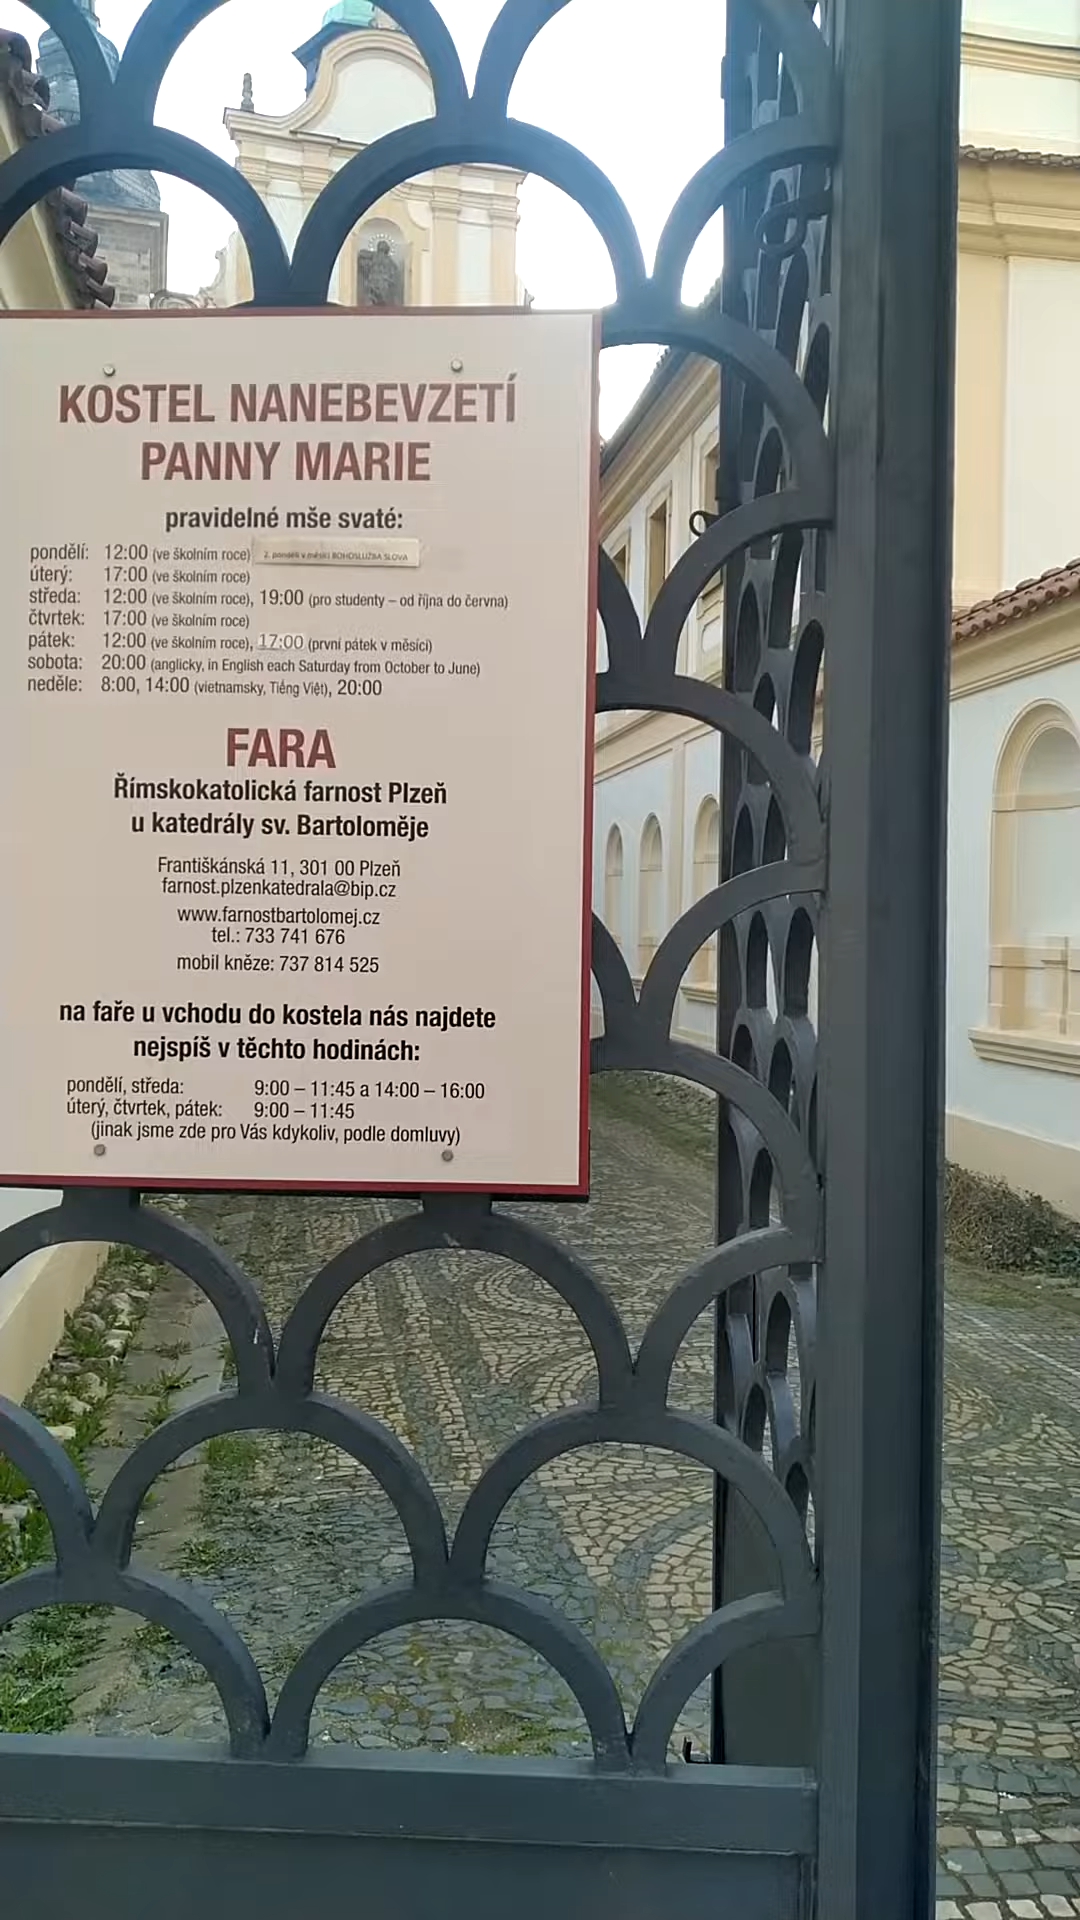 KOSTEL NANEBEVZETÍ
PANNY MARIE
pravidelné mše svaté:
pondělí: 12:00 (ve školním roce) 2. pondělí v měsíci BOHOSLUŽBA SLOVA
úterý: 17:00 (ve školním roce)
středa: 12:00 (ve školním roce), 19:00 (pro studenty – od října do června)
čtvrtek: 17:00 (ve školním roce)
pátek: 12:00 (ve školním roce), 17:00 (první pátek v měsíci)
sobota: 20:00 (anglicky, in English each Saturday from October to June)
neděle: 8:00, 14:00 (vietnamsky, Tiếng Việt), 20:00
FARA
Římskokatolická farnost Plzeň
u katedrály sv. Bartoloměje
Františkánská 11, 301 00 Plzeň
farnost.plzenkatedrala@bip.cz
www.farnostbartolomej.cz
tel.: 733 741 676
mobil kněze: 737 814 525
na faře u vchodu do kostela nás najdete
nejspíš v těchto hodinách:
pondělí, středa: 9:00 – 11:45 a 14:00 – 16:00
úterý, čtvrtek, pátek: 9:00 – 11:45
(jinak jsme zde pro Vás kdykoliv, podle domluvy)